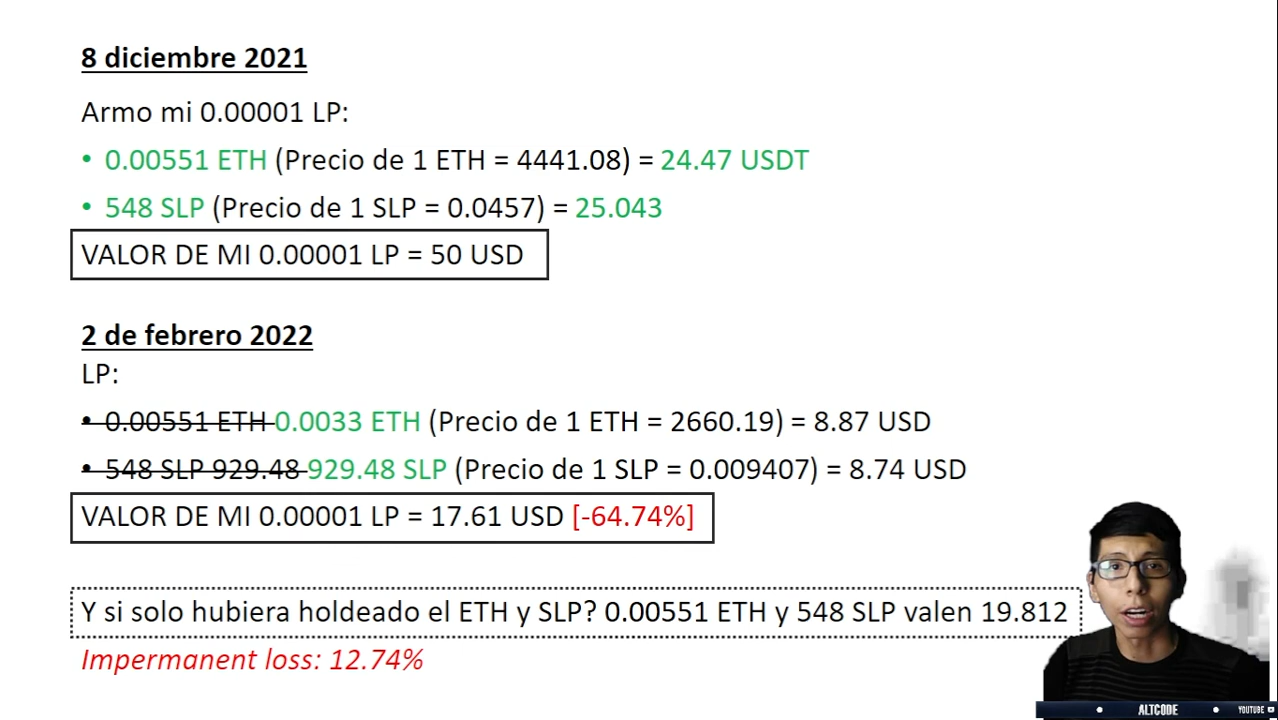 8 diciembre 2021
Armo mi 0.00001 LP:
• 0.00551 ETH (Precio de 1 ETH = 4441.08) = 24.47 USDT
• 548 SLP (Precio de 1 SLP = 0.0457) = 25.043
VALOR DE MI 0.00001 LP = 50 USD
2 de febrero 2022
LP:
• 0.00551 ETH 0.0033 ETH (Precio de 1 ETH = 2660.19) = 8.87 USD
• 548 SLP 929.48 929.48 SLP (Precio de 1 SLP = 0.009407) = 8.74 USD
VALOR DE MI 0.00001 LP = 17.61 USD [-64.74%]
Y si solo hubiera holdeado el ETH y SLP? 0.00551 ETH y 548 SLP valen 19.812
Impermanent loss: 12.74%
ALTCODE
YOUTUBE